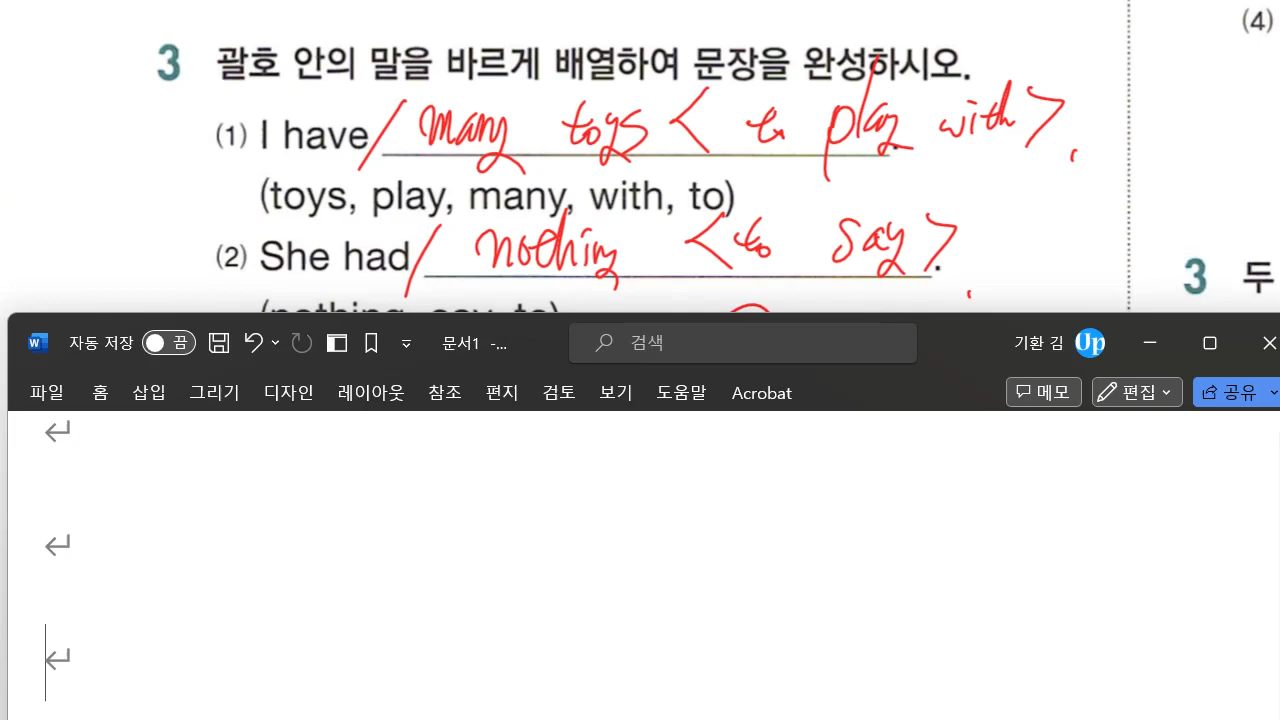 (4)
3 괄호 안의 말을 바르게 배열하여 문장을 완성하시오.
(1) I have / many toys < to play with > .
(toys, play, many, with, to)
(2) She had / nothing < to say > .
(nothing, say, to)
3 두
자동 저장 끔 문서1 -... 검색 기환 김 Up
파일 홈 삽입 그리기 디자인 레이아웃 참조 편지 검토 보기 도움말 Acrobat 메모 편집 공유